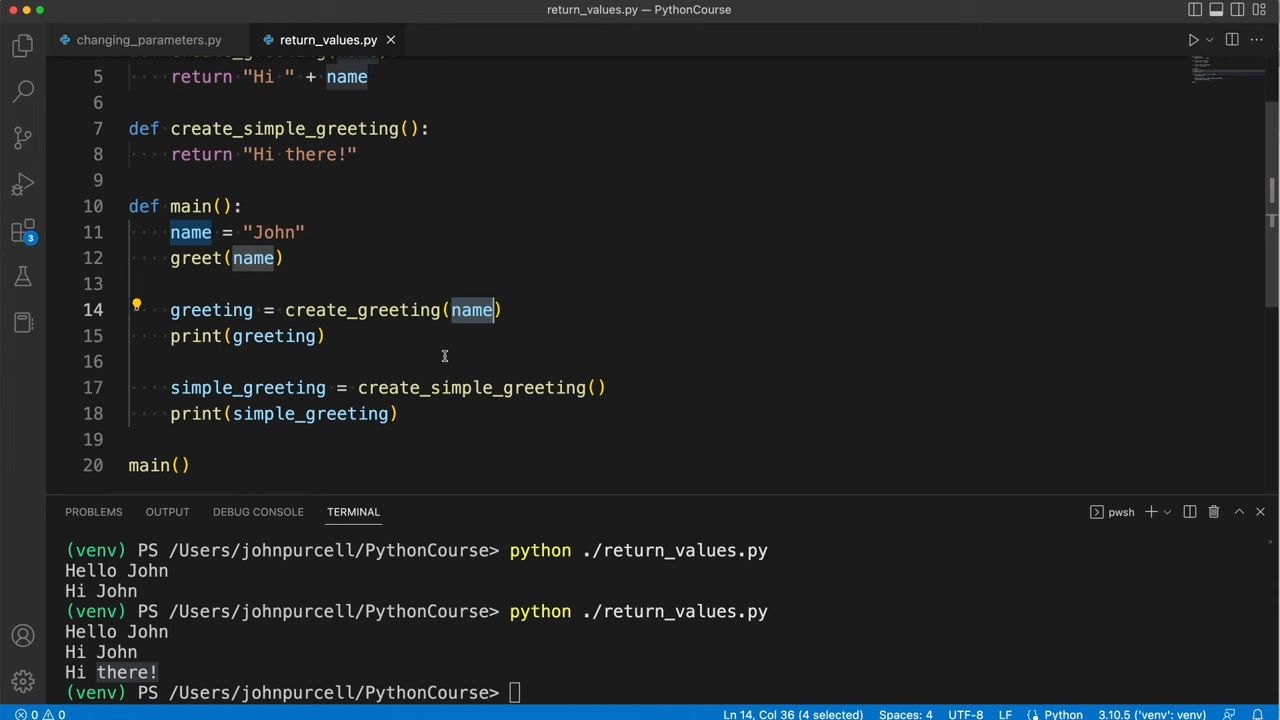 return_values.py — PythonCourse
changing_parameters.py
return_values.py
5 return "Hi " + name
6
7 def create_simple_greeting():
8 return "Hi there!"
9
10 def main():
11 name = "John"
12 greet(name)
13
14 greeting = create_greeting(name)
15 print(greeting)
16
17 simple_greeting = create_simple_greeting()
18 print(simple_greeting)
19
20 main()
3
PROBLEMS OUTPUT DEBUG CONSOLE TERMINAL pwsh
(venv) PS /Users/johnpurcell/PythonCourse> python ./return_values.py
Hello John
Hi John
(venv) PS /Users/johnpurcell/PythonCourse> python ./return_values.py
Hello John
Hi John
Hi there!
(venv) PS /Users/johnpurcell/PythonCourse>
0 0 Ln 14, Col 36 (4 selected) Spaces: 4 UTF-8 LF Python 3.10.5 ('venv': venv)